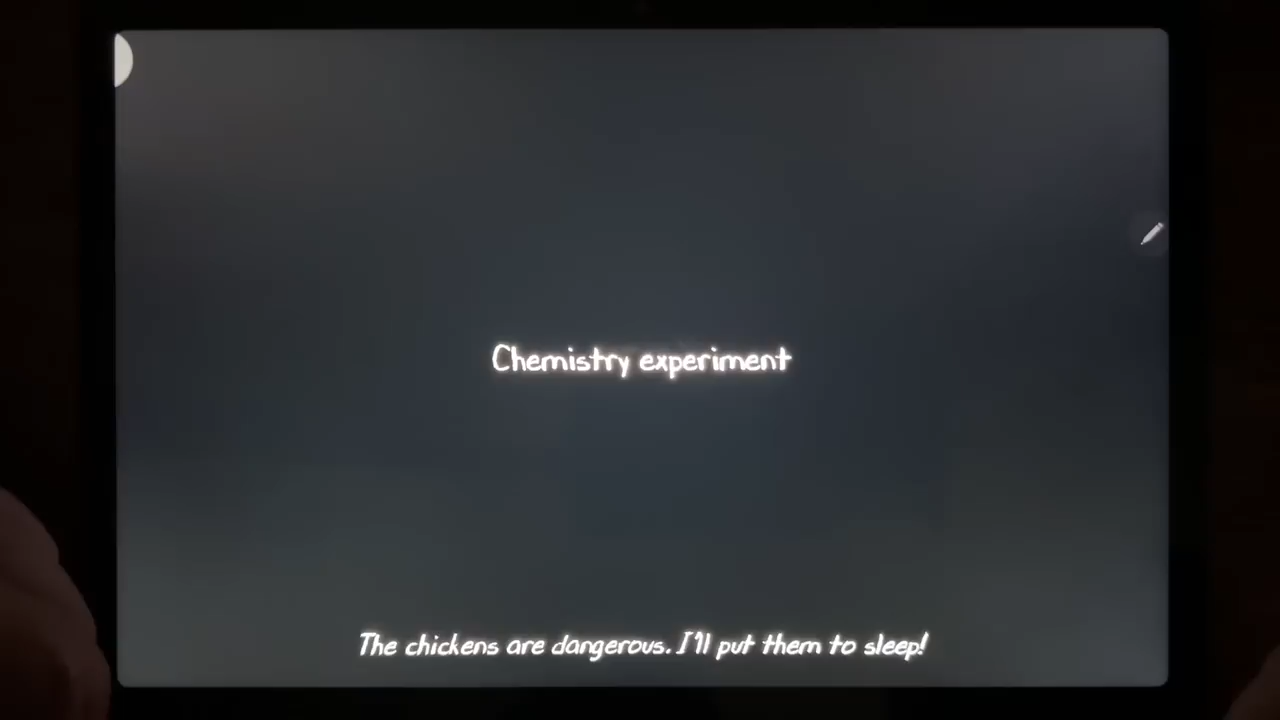 Chemistry experiment
The chickens are dangerous. I'll put them to sleep!